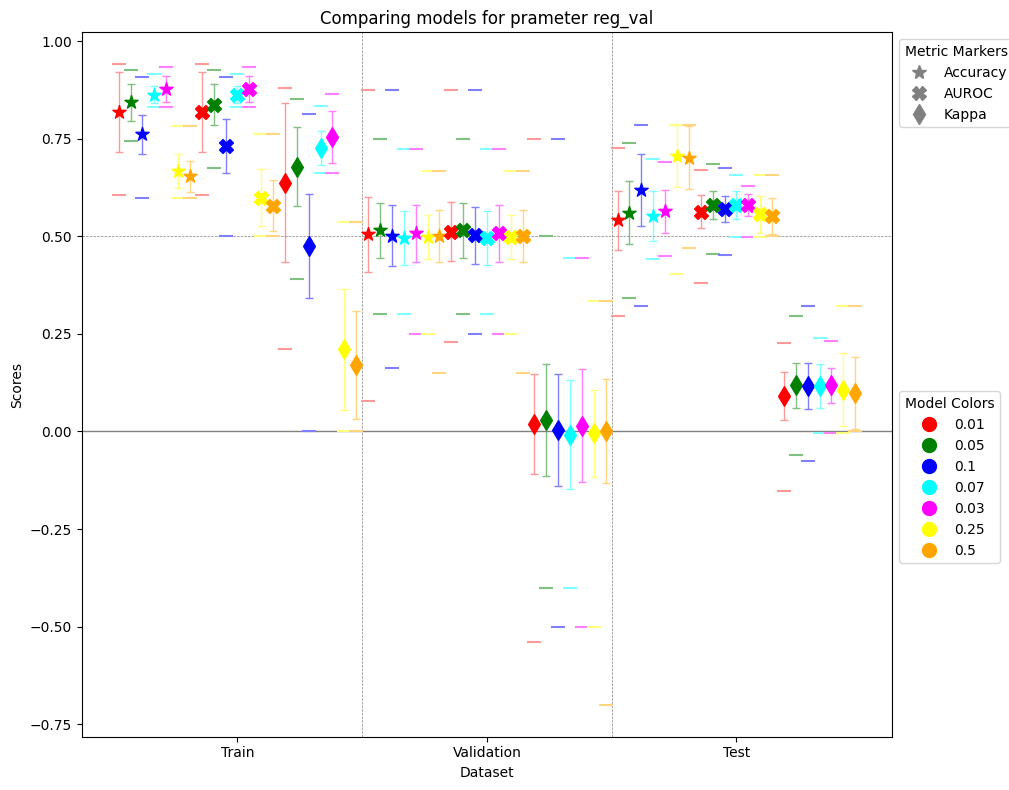 Comparing models for prameter reg_val
1.00
0.75
0.50
0.25
0.00
−0.25
−0.50
−0.75
Scores
Train
Validation
Test
Dataset
Metric Markers
Accuracy
AUROC
Kappa
Model Colors
0.01
0.05
0.1
0.07
0.03
0.25
0.5